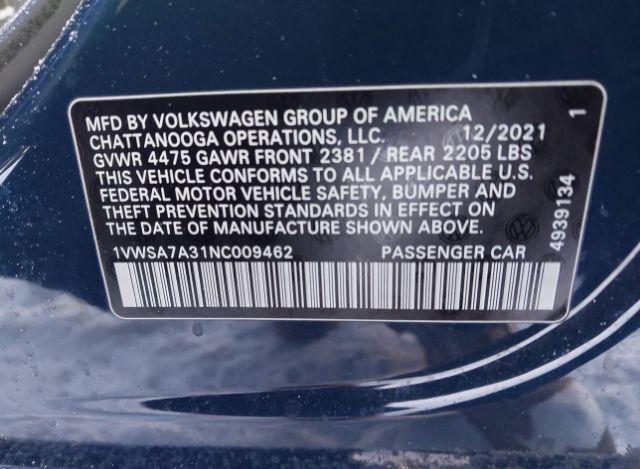 MFD BY VOLKSWAGEN GROUP OF AMERICA
CHATTANOOGA OPERATIONS, LLC. 12/2021
GVWR 4475 GAWR FRONT 2381 / REAR 2205 LBS
THIS VEHICLE CONFORMS TO ALL APPLICABLE U.S.
FEDERAL MOTOR VEHICLE SAFETY, BUMPER AND
THEFT PREVENTION STANDARDS IN EFFECT ON
THE DATE OF MANUFACTURE SHOWN ABOVE.
1VWSA7A31NC009462 PASSENGER CAR
4939134 1